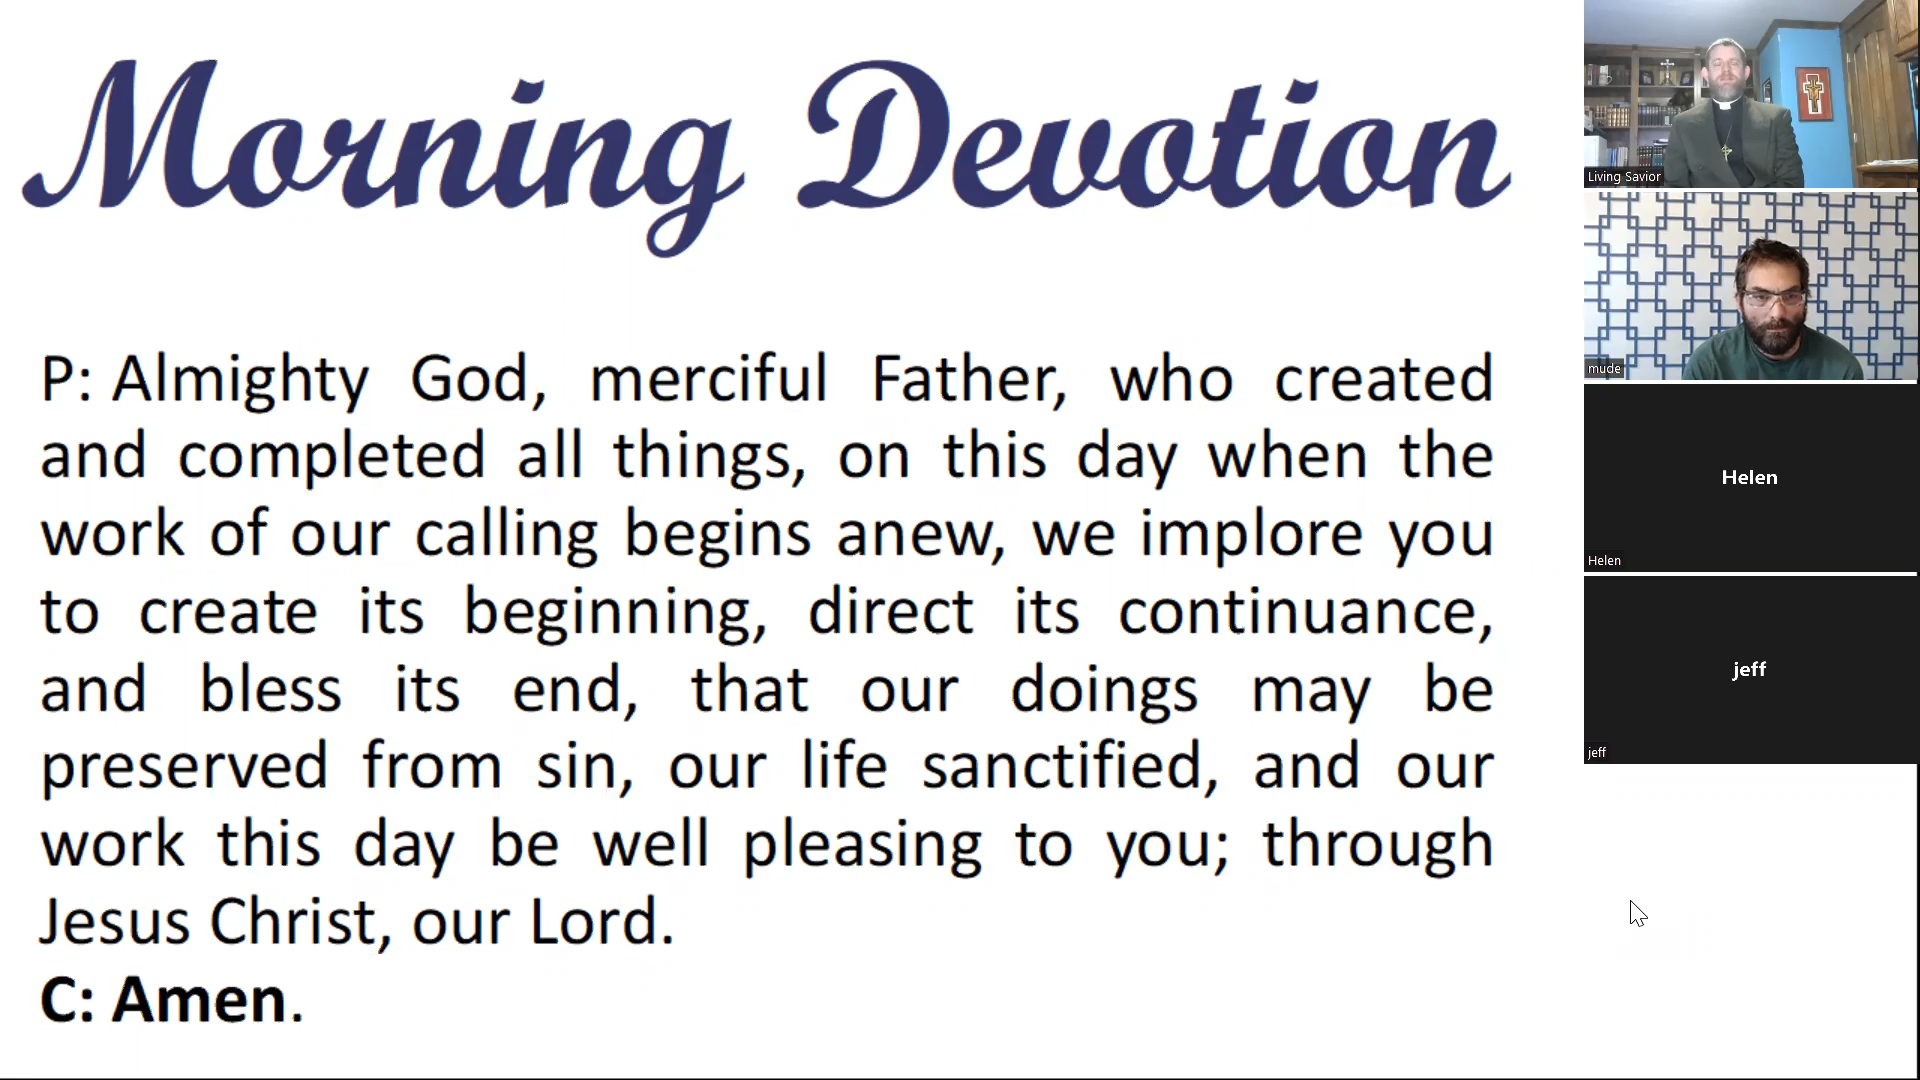 Morning Devotion
P: Almighty God, merciful Father, who created
and completed all things, on this day when the
work of our calling begins anew, we implore you
to create its beginning, direct its continuance,
and bless its end, that our doings may be
preserved from sin, our life sanctified, and our
work this day be well pleasing to you; through
Jesus Christ, our Lord.
C: Amen.
Living Savior
mude
Helen
Helen
jeff
jeff